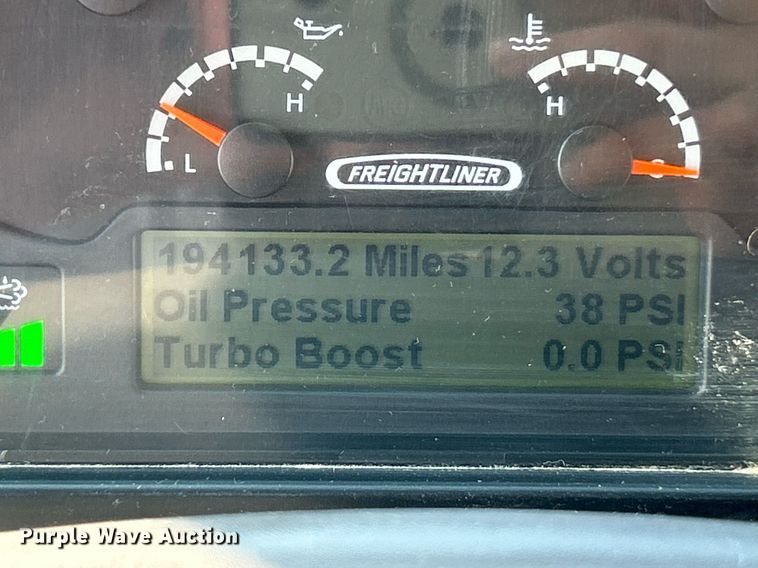 H
H
L
C
FREIGHTLINER
194133.2 Miles 12.3 Volts
Oil Pressure 38 PSI
Turbo Boost 0.0 PSI
Purple Wave Auction